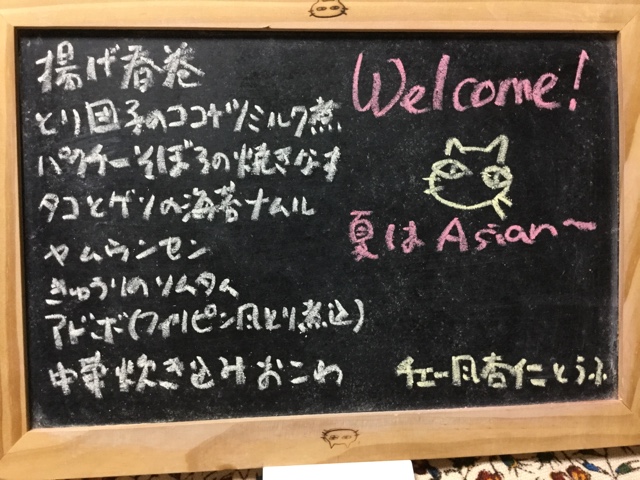 揚げ春巻
とり団子のココナツミルク煮
パクチーそぼろの焼きなす
タコとゲソの海苔ナムル
ヤムウンセン
きゅうりのソムタム
アドボ(フィリピン風とり煮込)
中華炊き込みおこわ
Welcome!
夏はAsian〜
チェー風杏仁とうふ